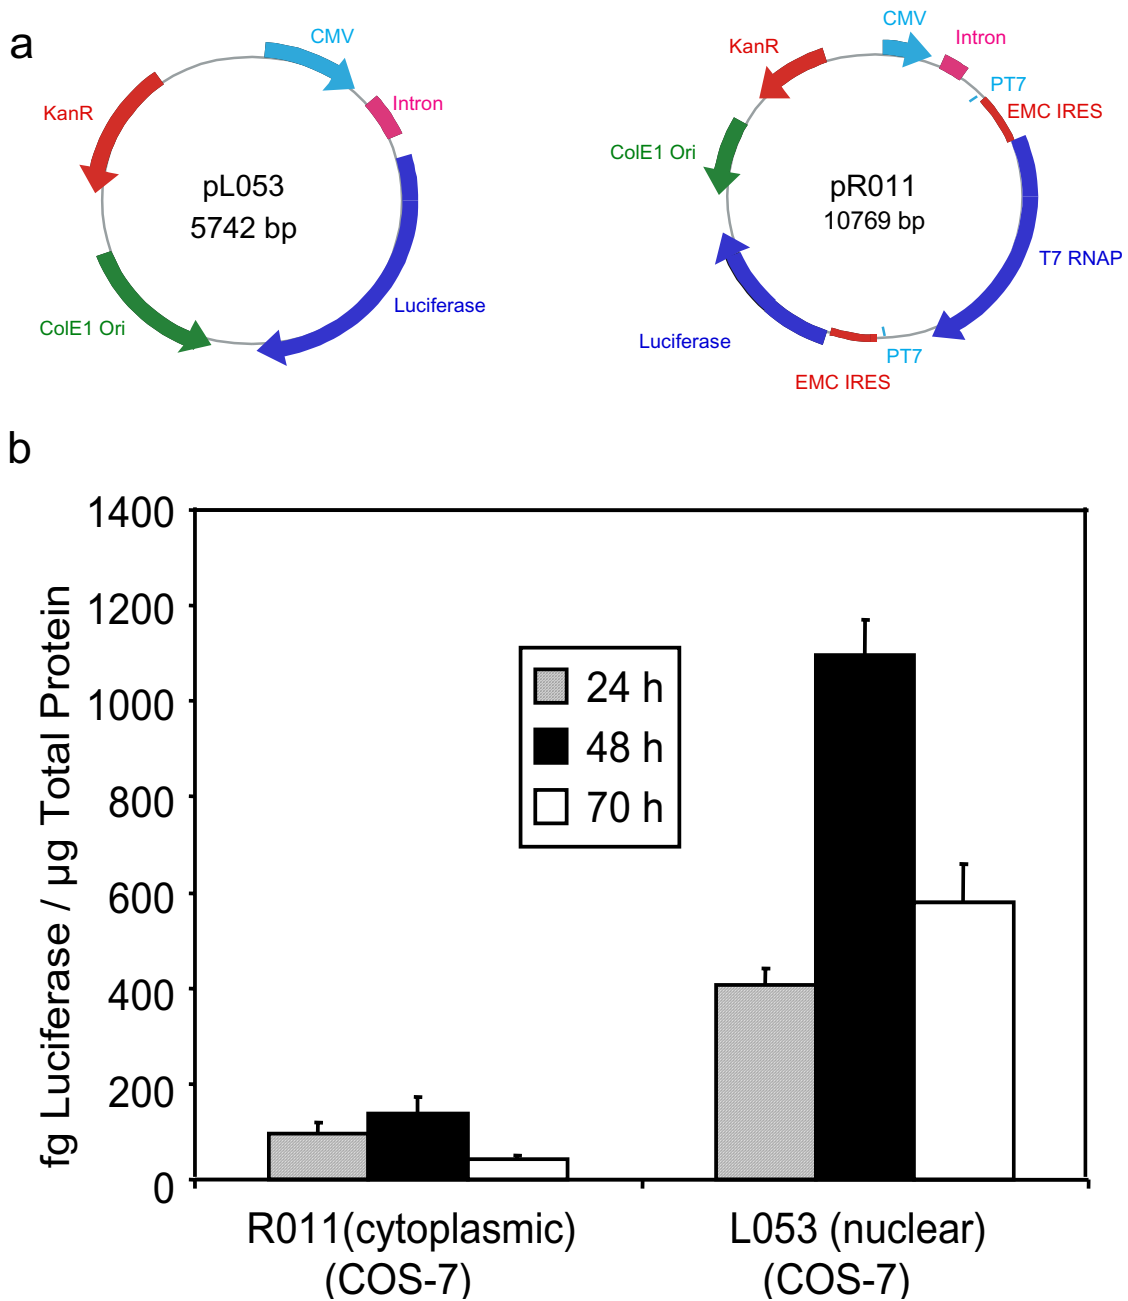 a
CMV
KanR
Intron
pL053
5742 bp
Luciferase
ColE1 Ori
CMV
KanR
Intron
PT7
EMC IRES
ColE1 Ori
pR011
10769 bp
T7 RNAP
Luciferase
PT7
EMC IRES
b
fg Luciferase / µg Total Protein
1400
1200
1000
800
600
400
200
0
24 h
48 h
70 h
R011(cytoplasmic)
(COS-7)
L053 (nuclear)
(COS-7)